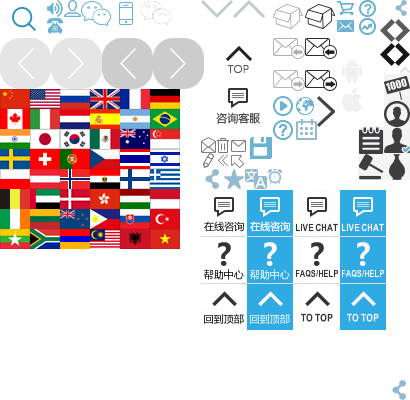 TOP
咨询客服
1000
文A
在线咨询 在线咨询 LIVE CHAT LIVE CHAT
帮助中心 帮助中心 FAQS/HELP FAQS/HELP
回到顶部 回到顶部 TO TOP TO TOP